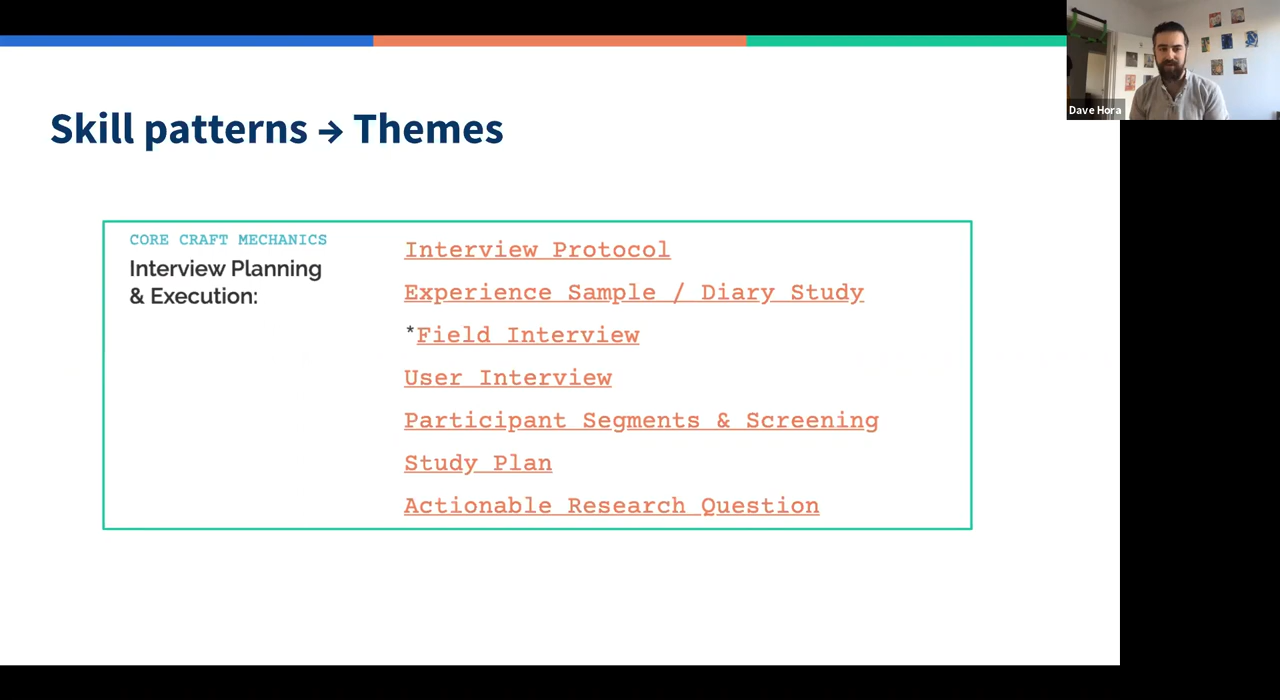 Dave Hora
Skill patterns → Themes
CORE CRAFT MECHANICS
Interview Planning
& Execution:
Interview Protocol
Experience Sample / Diary Study
*Field Interview
User Interview
Participant Segments & Screening
Study Plan
Actionable Research Question